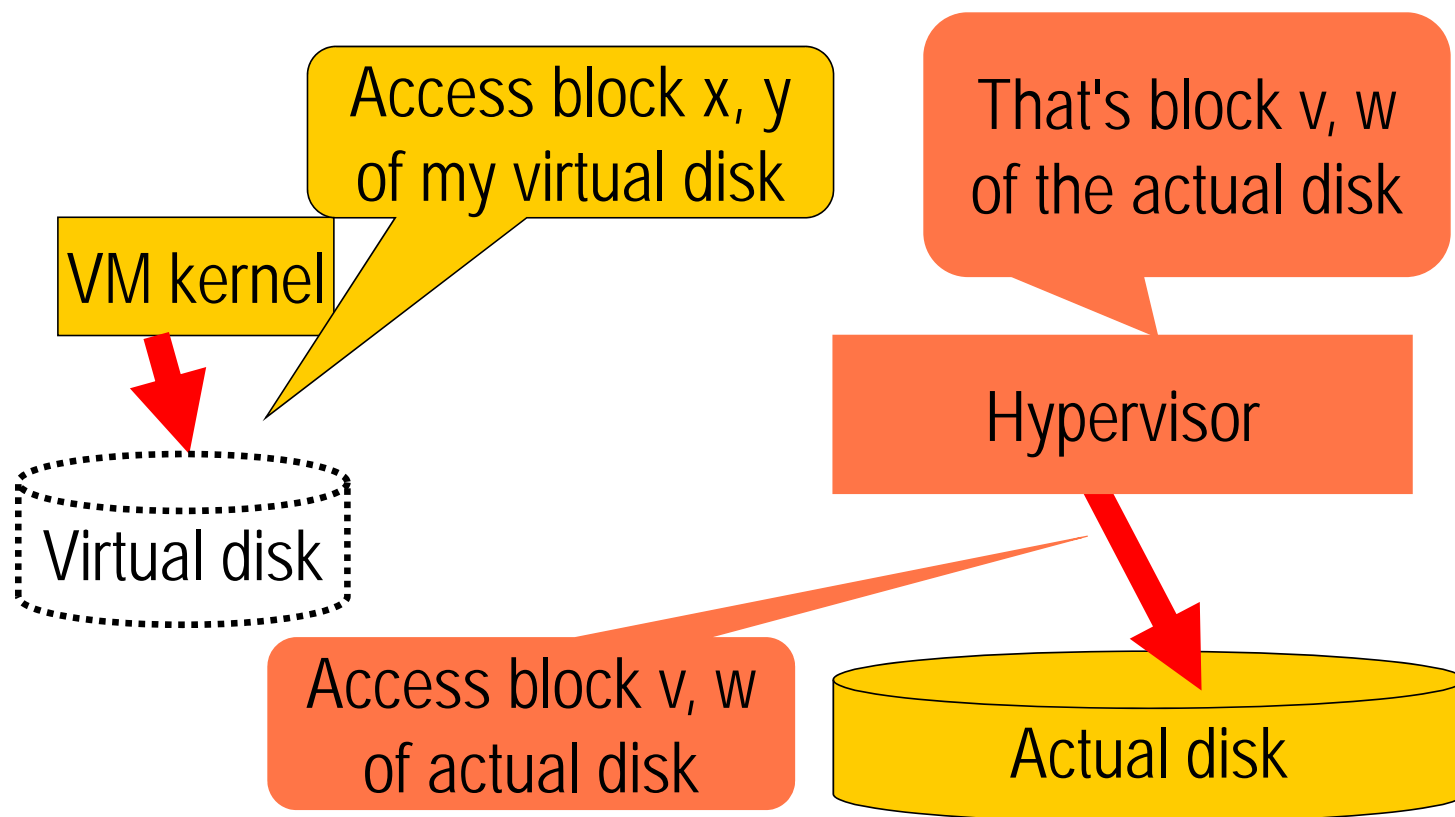 Access block x, y
of my virtual disk
That's block v, w
of the actual disk
VM kernel
Hypervisor
Virtual disk
Access block v, w
of actual disk
Actual disk